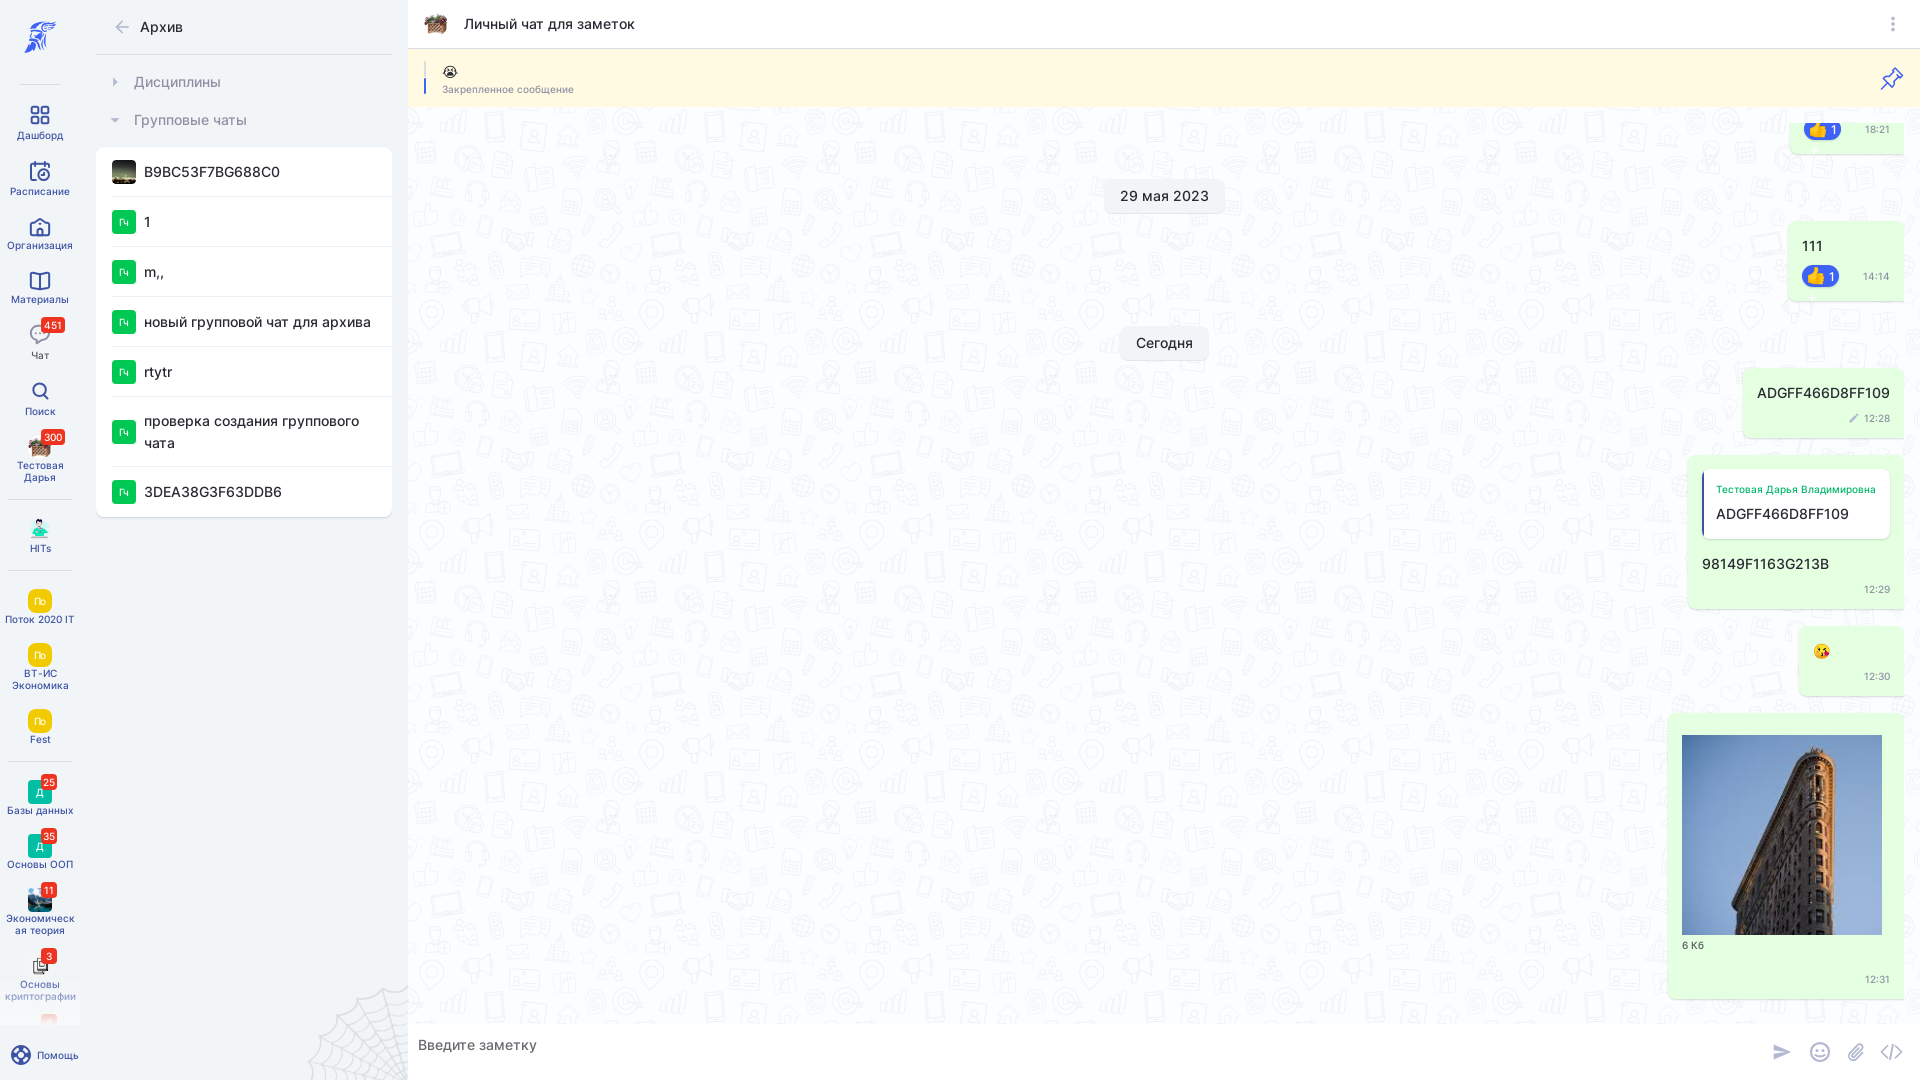 Дашборд
Расписание
Организация
Материалы
451
Чат
Поиск
300
Тестовая
Дарья
HITs
По
Поток 2020 IT
По
ВТ-ИС
Экономика
По
Fest
25
Д
Базы данных
35
Д
Основы ООП
11
Экономическ
ая теория
3
Основы
криптографии
Помощь
Архив
Дисциплины
Групповые чаты
B9BC53F7BG688C0
Гч
1
Гч
m,,
Гч
новый групповой чат для архива
Гч
rtytr
Гч
проверка создания группового
чата
Гч
3DEA38G3F63DDB6
Личный чат для заметок
😭
Закрепленное сообщение
👍 1
18:21
29 мая 2023
111
👍 1
14:14
Сегодня
ADGFF466D8FF109
12:28
Тестовая Дарья Владимировна
ADGFF466D8FF109
98149F1163G213B
12:29
😘
12:30
6 Кб
12:31
Введите заметку